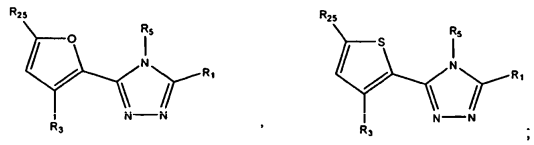 R25 O R5 N R1 N N R3 ,
R25 S R5 N R1 N N R3 ;